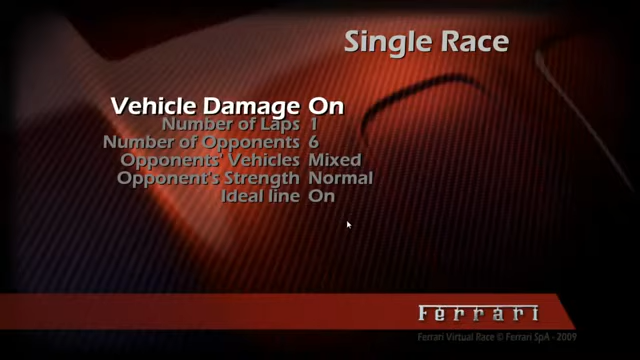 Single Race
Vehicle Damage On
Number of Laps 1
Number of Opponents 6
Opponents' Vehicles Mixed
Opponent's Strength Normal
Ideal line On
Ferrari
Ferrari Virtual Race © Ferrari SpA - 2009